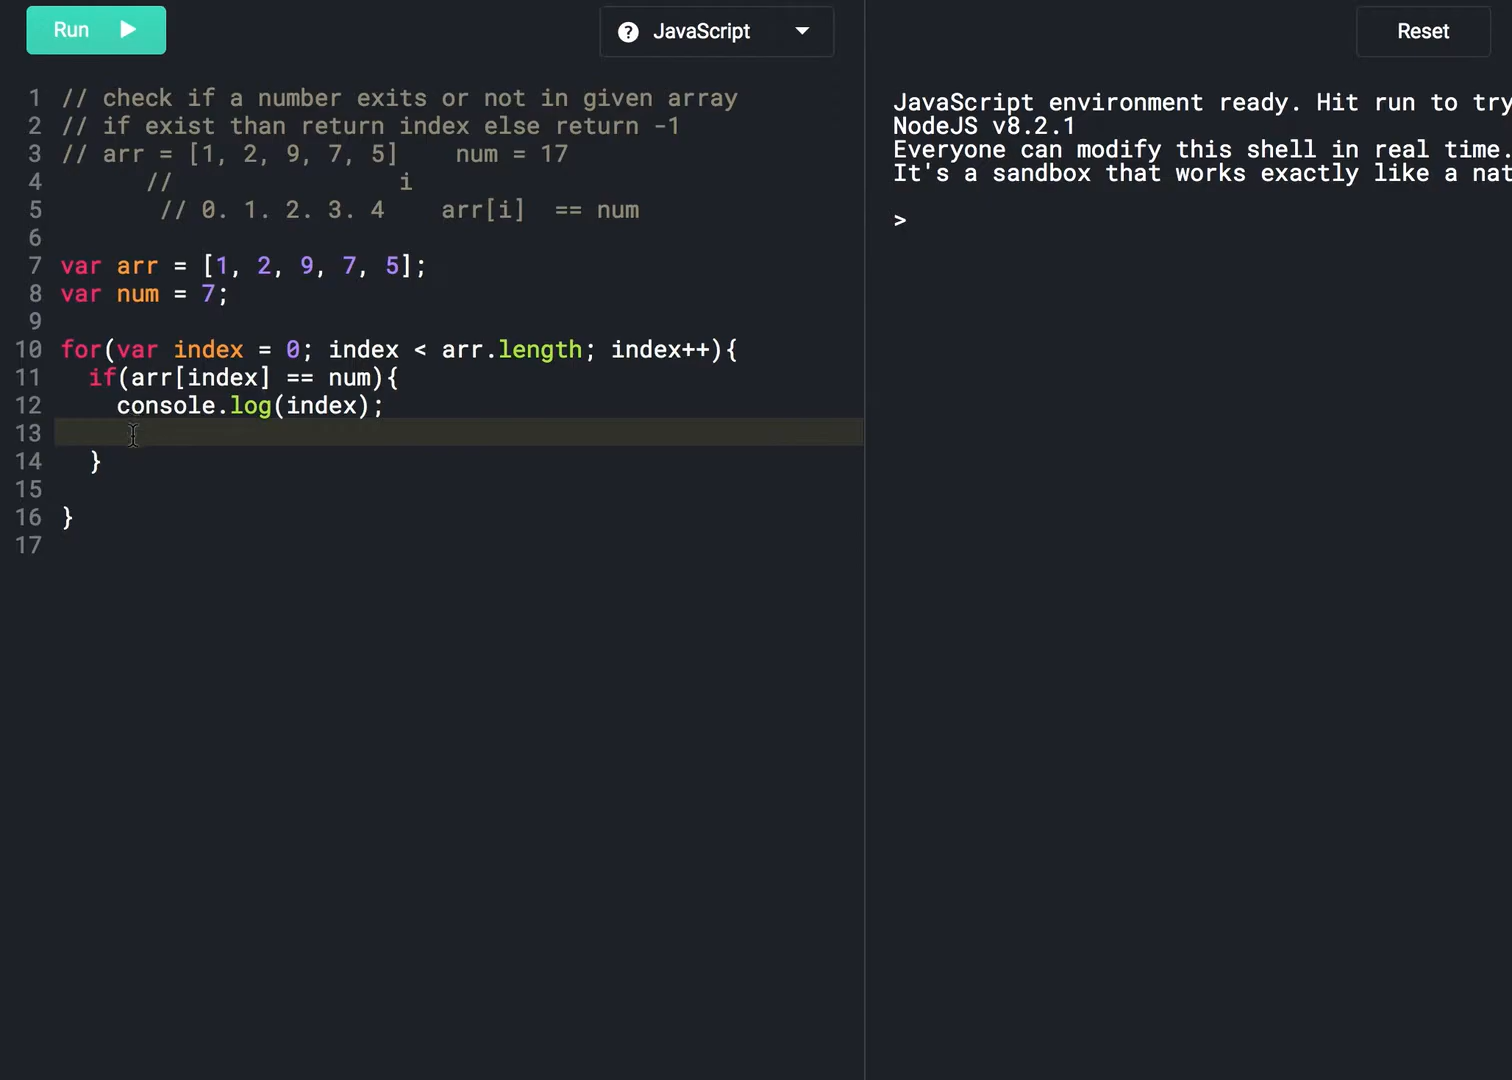 Run
JavaScript
Reset
1 // check if a number exits or not in given array
2 // if exist than return index else return -1
3 // arr = [1, 2, 9, 7, 5]    num = 17
4       //                i
5        // 0. 1. 2. 3. 4    arr[i]  == num
6
7 var arr = [1, 2, 9, 7, 5];
8 var num = 7;
9
10 for(var index = 0; index < arr.length; index++){
11   if(arr[index] == num){
12     console.log(index);
13
14   }
15
16 }
17
JavaScript environment ready. Hit run to try
NodeJS v8.2.1
Everyone can modify this shell in real time.
It's a sandbox that works exactly like a nat
>